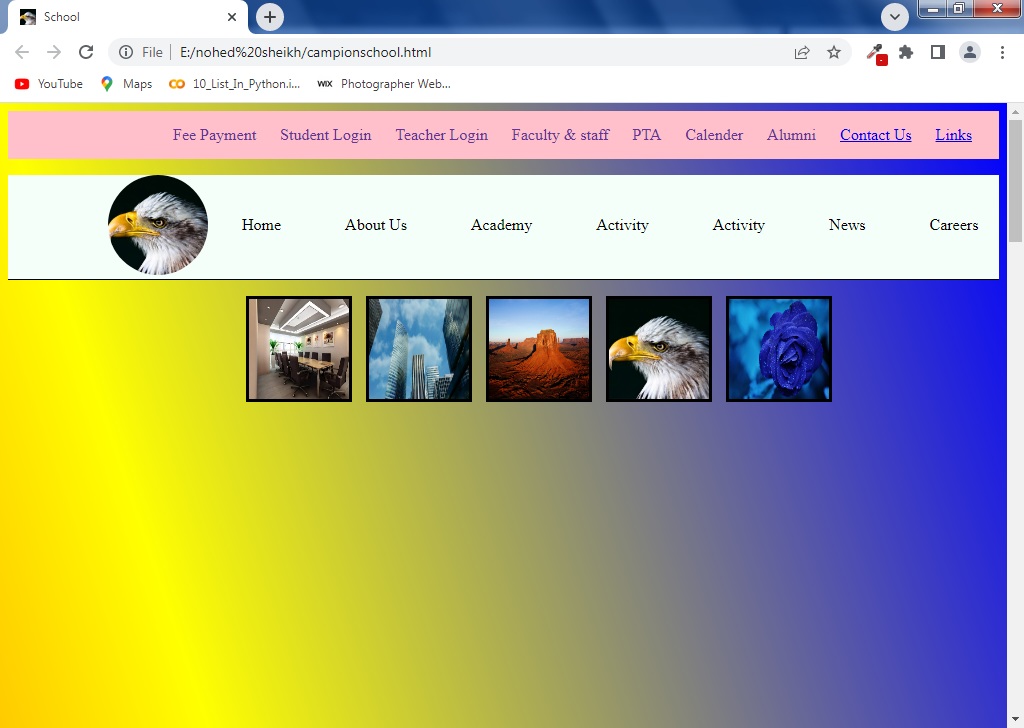 School
File E:/nohed%20sheikh/campionschool.html
YouTube Maps 10_List_In_Python.i... WIX Photographer Web...
Fee Payment Student Login Teacher Login Faculty & staff PTA Calender Alumni Contact Us Links
Home About Us Academy Activity Activity News Careers